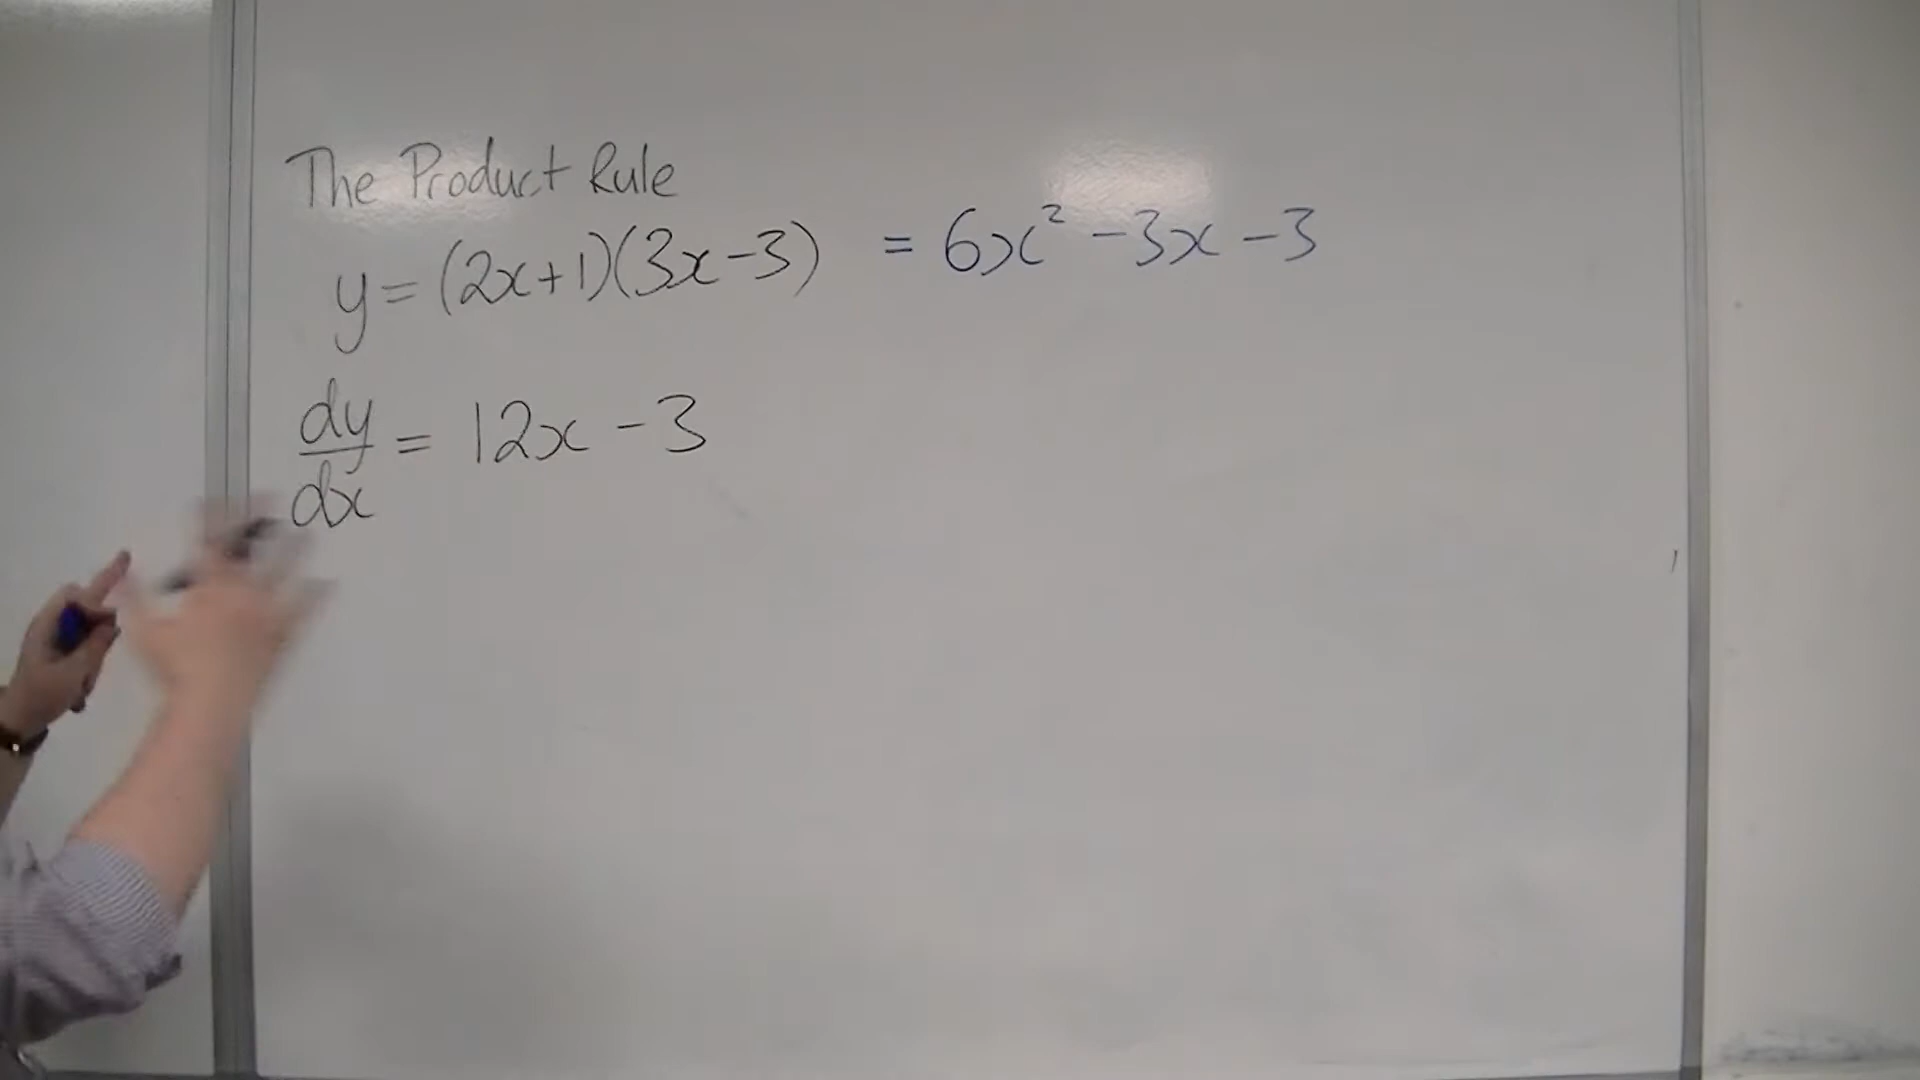 The Product Rule
y = (2x+1)(3x-3) = 6x² - 3x - 3
dy/dx = 12x - 3